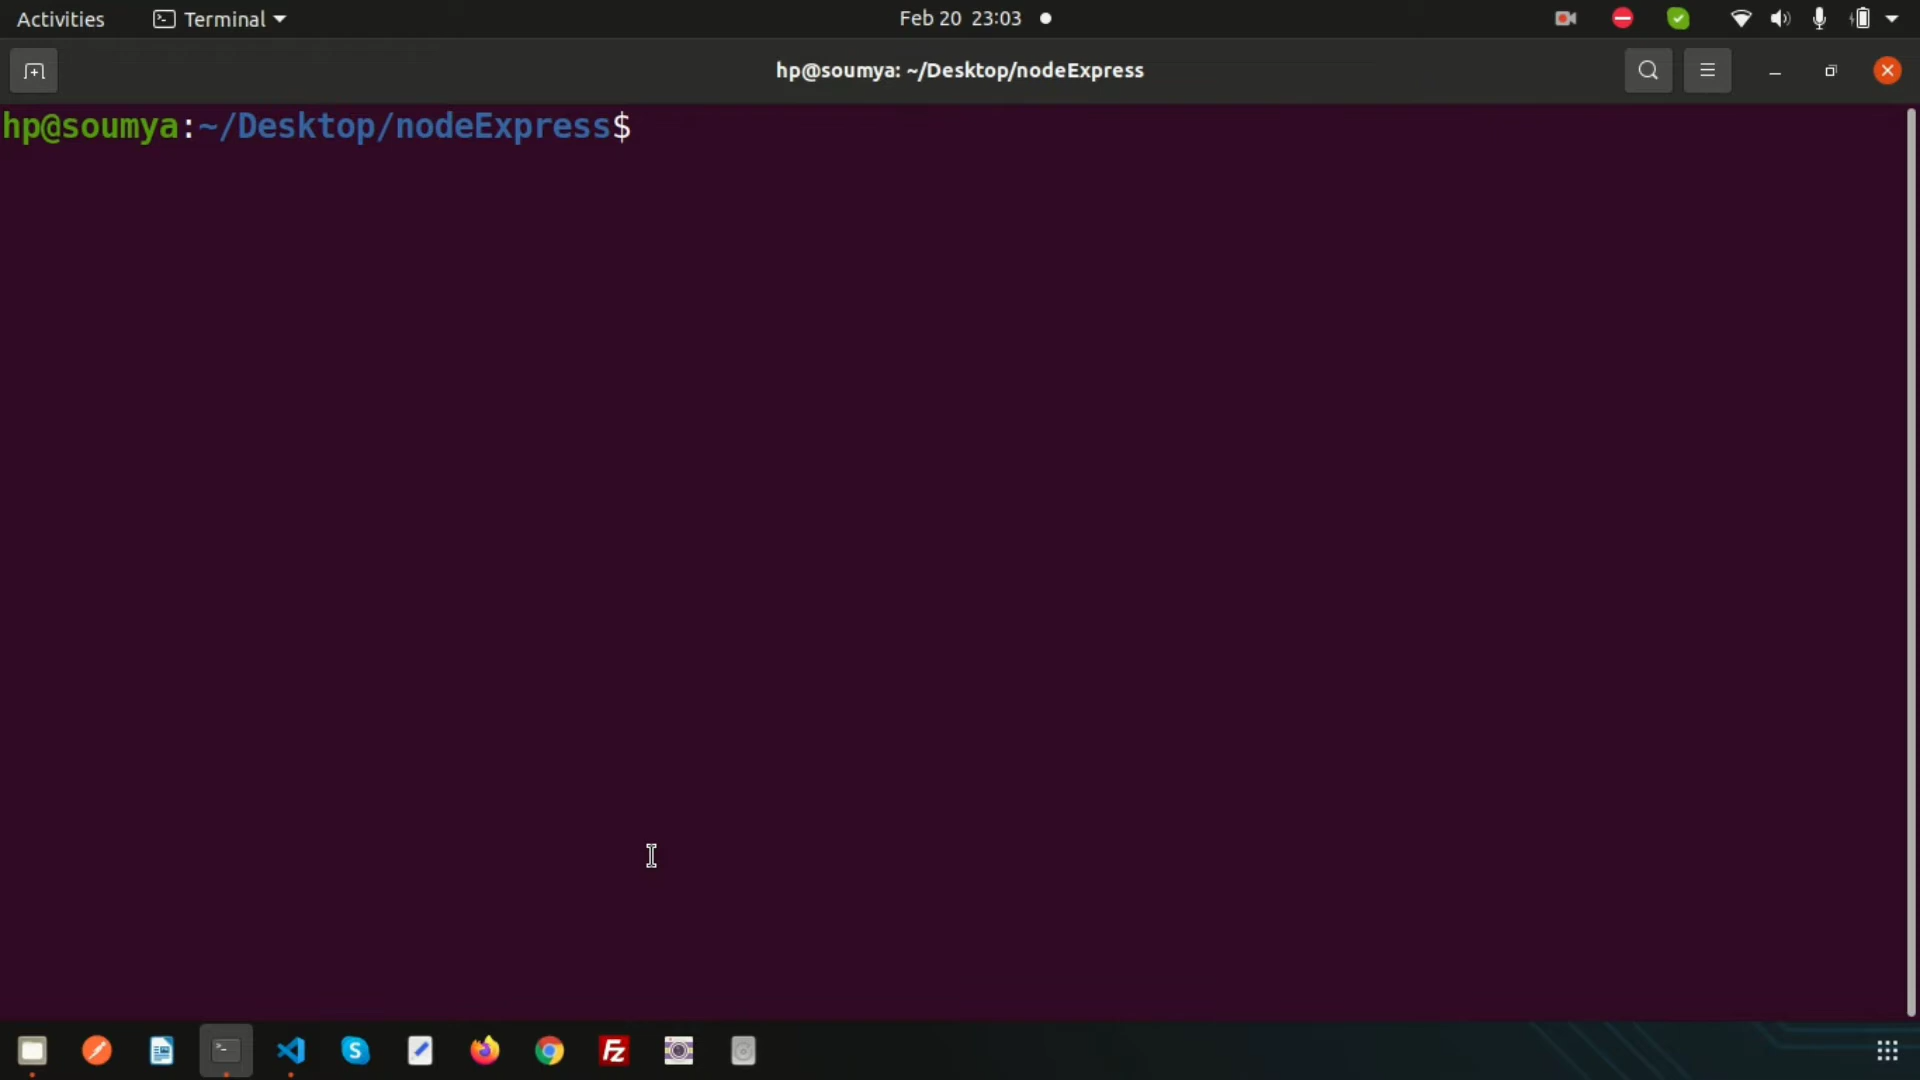 Activities Terminal Feb 20 23:03
hp@soumya: ~/Desktop/nodeExpress
hp@soumya:~/Desktop/nodeExpress$